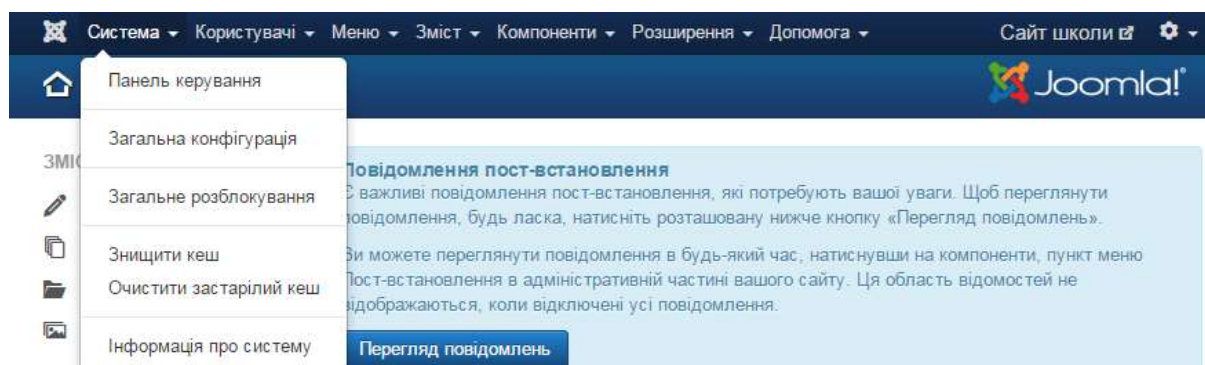 Система Користувачі Меню Зміст Компоненти Розширення Допомога Сайт школи
Панель керування
Joomla!
Загальна конфігурація
Загальне розблокування
Знищити кеш
Очистити застарілий кеш
Інформація про систему
ЗМІС
Повідомлення пост-встановлення
Є важливі повідомлення пост-встановлення, які потребують вашої уваги. Щоб переглянути
повідомлення, будь ласка, натисніть розташовану нижче кнопку «Перегляд повідомлень».
Ви можете переглянути повідомлення в будь-який час, натиснувши на компоненти, пункт меню
Пост-встановлення в адміністративній частині вашого сайту. Ця область відомостей не
відображаються, коли відключені усі повідомлення.
Перегляд повідомлень